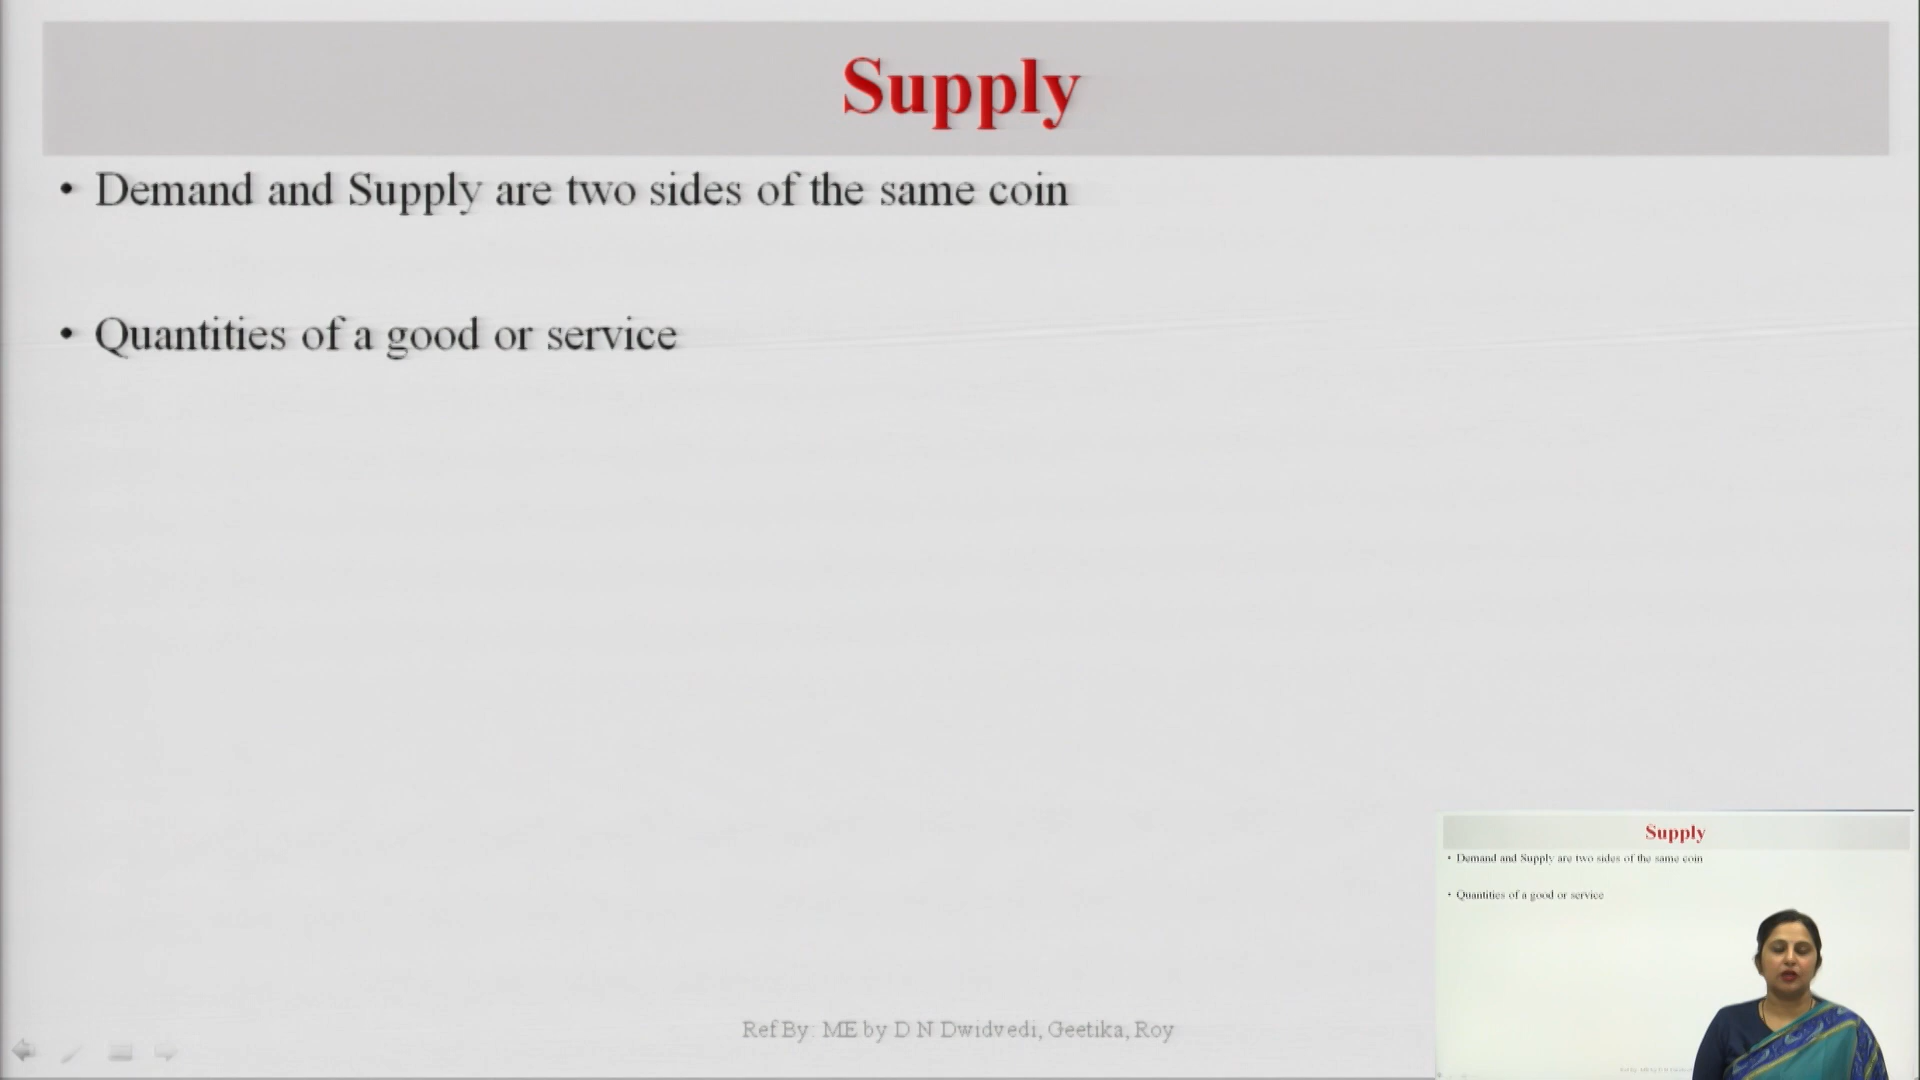 Supply
• Demand and Supply are two sides of the same coin
• Quantities of a good or service
Ref By: ME by D N Dwidvedi, Geetika, Roy
Supply
• Demand and Supply are two sides of the same coin
• Quantities of a good or service